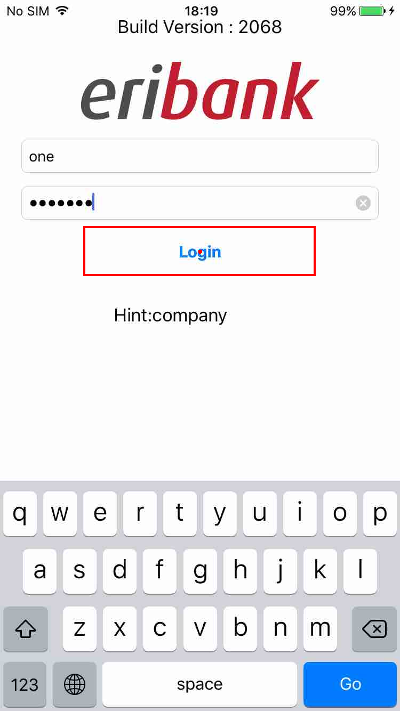 No SIM 18:19 99%
Build Version : 2068
eribank
one
Login
Hint:company
q w e r t y u i o p
a s d f g h j k l
z x c v b n m
123 space Go